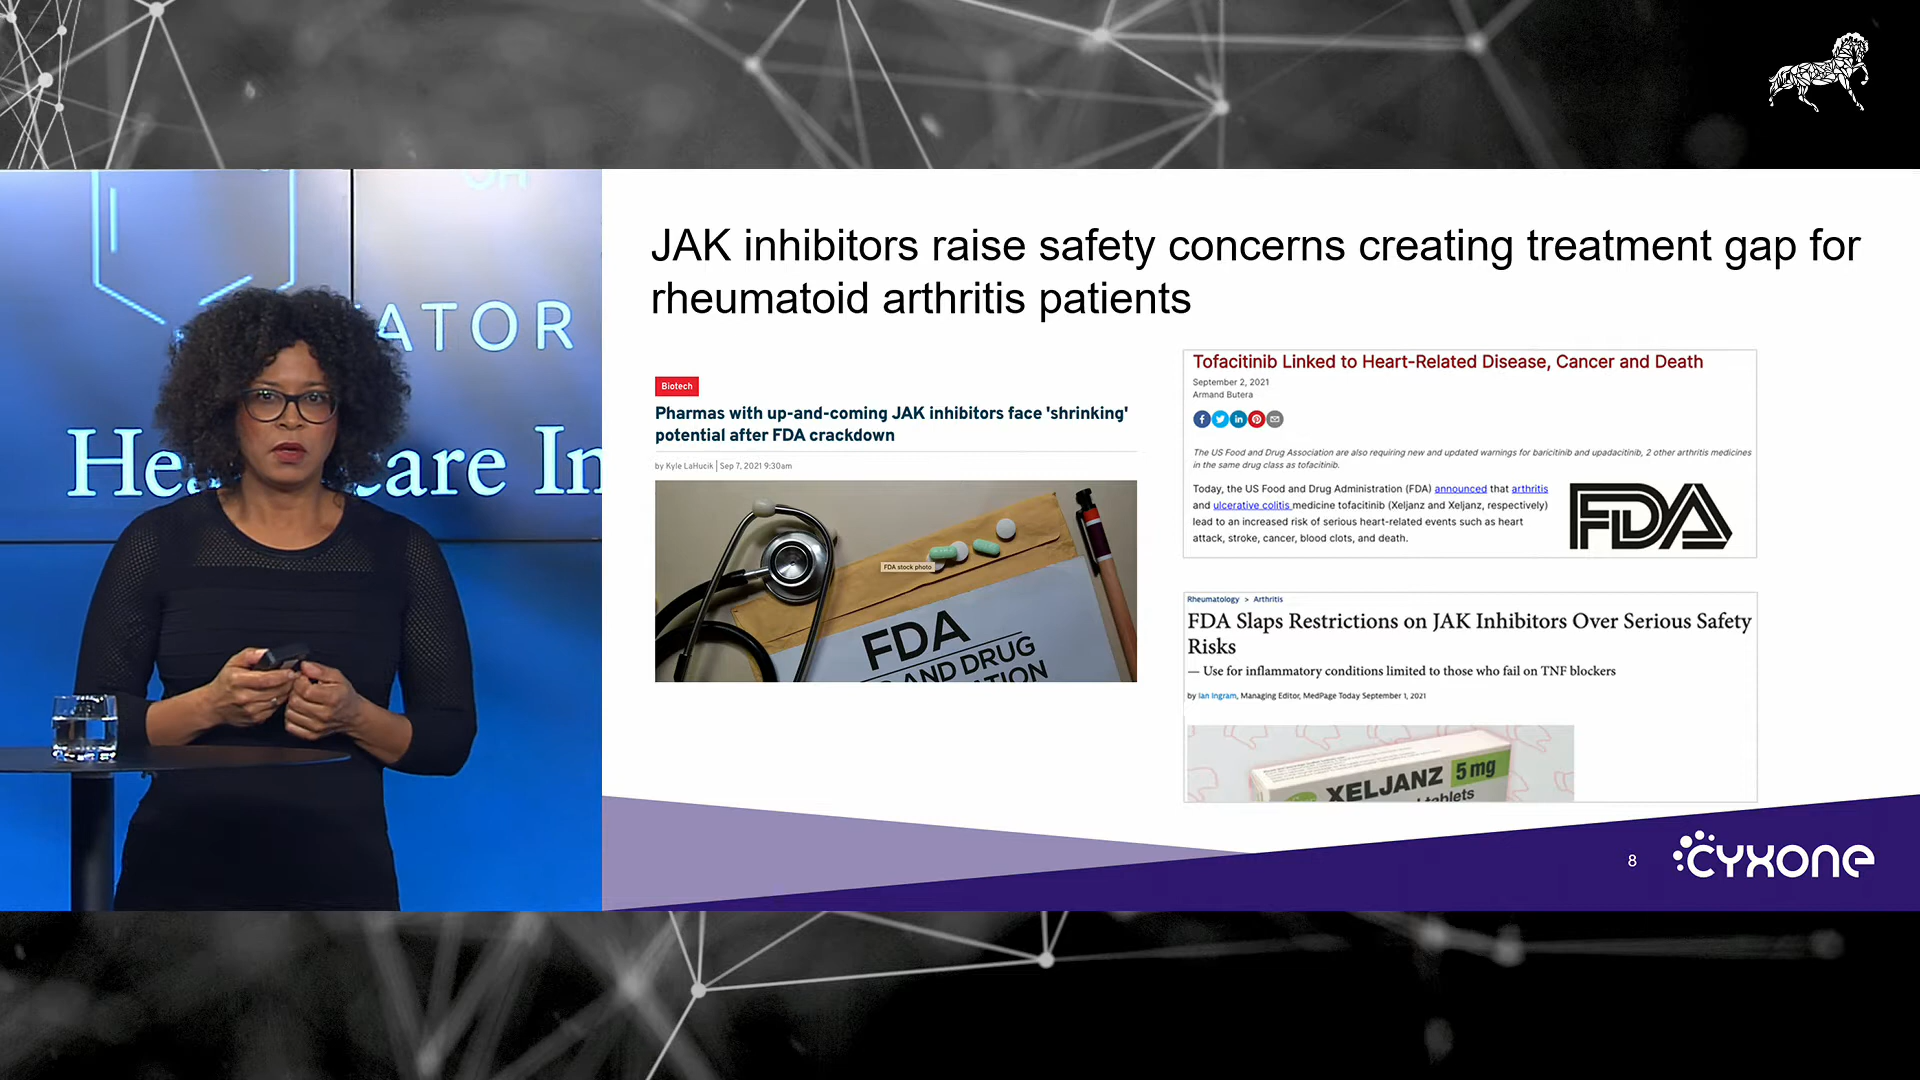 OH
ATOR
He
care In
JAK inhibitors raise safety concerns creating treatment gap for
rheumatoid arthritis patients
Biotech
Pharmas with up-and-coming JAK inhibitors face 'shrinking'
potential after FDA crackdown
by Kyle LaHucik | Sep 7, 2021 9:30am
FDA stock photo
FDA
AND DRUG
TION
Tofacitinib Linked to Heart-Related Disease, Cancer and Death
September 2, 2021
Armand Butera
The US Food and Drug Association are also requiring new and updated warnings for baricitinib and upadacitinib, 2 other arthritis medicines
in the same drug class as tofacitinib.
Today, the US Food and Drug Administration (FDA) announced that arthritis
and ulcerative colitis medicine tofacitinib (Xeljanz and Xeljanz, respectively)
lead to an increased risk of serious heart-related events such as heart
attack, stroke, cancer, blood clots, and death.
FDA
Rheumatology > Arthritis
FDA Slaps Restrictions on JAK Inhibitors Over Serious Safety
Risks
— Use for inflammatory conditions limited to those who fail on TNF blockers
by Ian Ingram, Managing Editor, MedPage Today September 1, 2021
XELJANZ 5 mg
tablets
8
cyxone